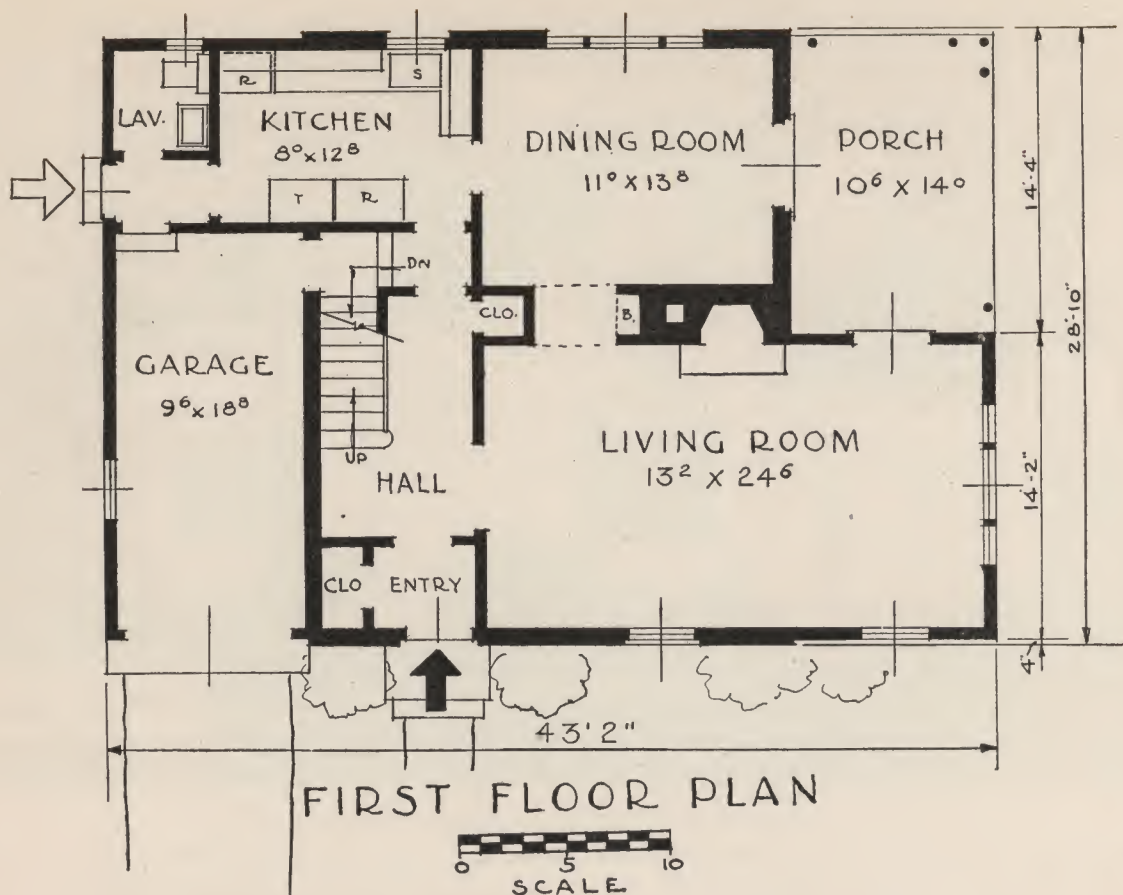 LAV.
R
S
KITCHEN
8⁰ x 12⁸
T
R
DINING ROOM
11⁰ X 13⁸
PORCH
10⁶ X 14⁰
14'-4"
28'-10"
DN
CLO.
B.
GARAGE
9⁶ x 18⁸
UP
HALL
LIVING ROOM
13² X 24⁶
14'-2"
CLO
ENTRY
4"
43'2"
FIRST FLOOR PLAN
0 5 10
SCALE